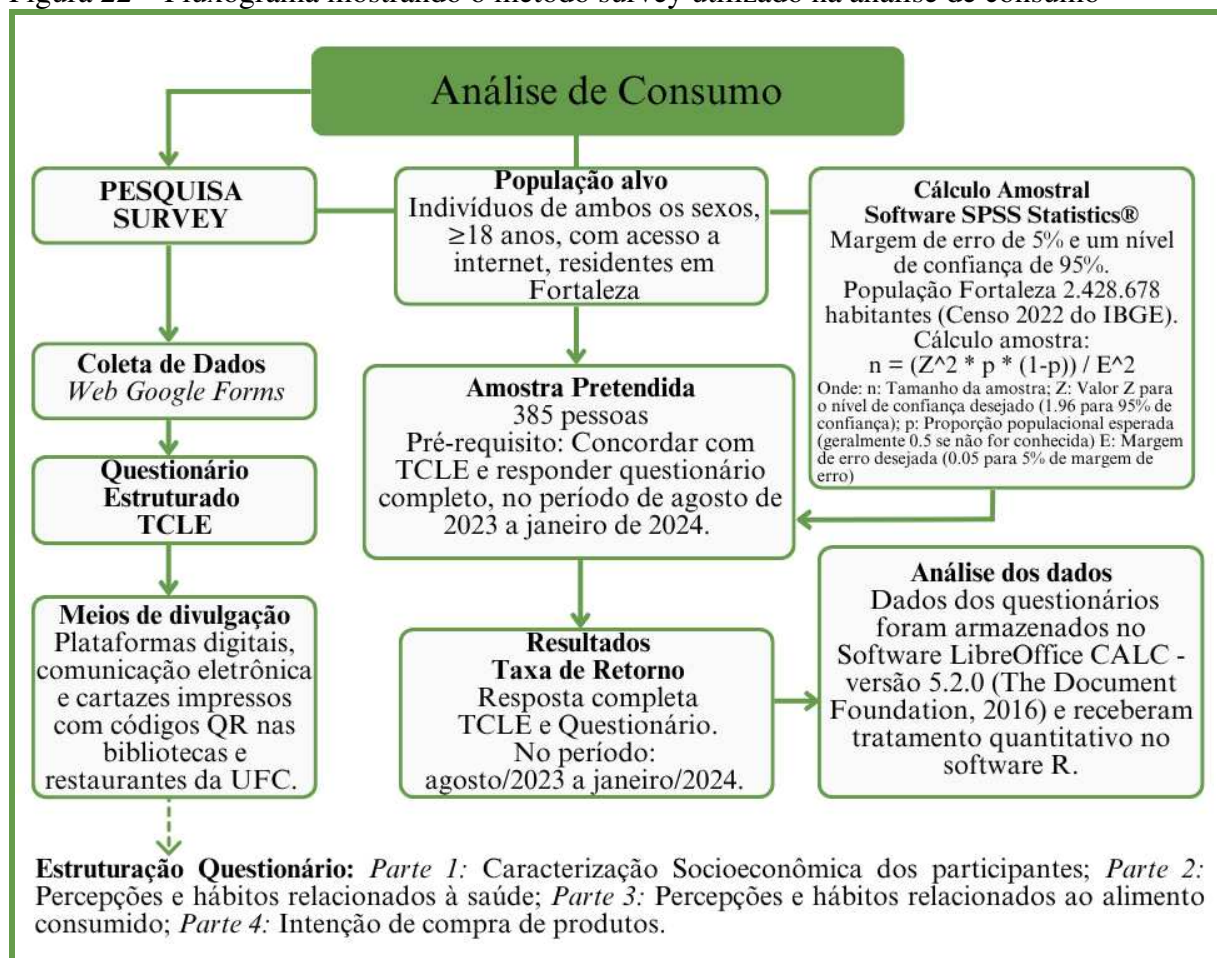 Figura 22 – Fluxograma mostrando o método survey utilizado na análise de consumo
Análise de Consumo
PESQUISA
SURVEY
População alvo
Indivíduos de ambos os sexos,
≥18 anos, com acesso a
internet, residentes em
Fortaleza
Cálculo Amostral
Software SPSS Statistics®
Margem de erro de 5% e um nível
de confiança de 95%.
População Fortaleza 2.428.678
habitantes (Censo 2022 do IBGE).
Cálculo amostra:
n = (Z^2 * p * (1-p)) / E^2
Onde: n: Tamanho da amostra; Z: Valor Z para
o nível de confiança desejado (1.96 para 95% de
confiança); p: Proporção populacional esperada
(geralmente 0.5 se não for conhecida) E: Margem
de erro desejada (0.05 para 5% de margem de
erro)
Coleta de Dados
Web Google Forms
Amostra Pretendida
385 pessoas
Pré-requisito: Concordar com
TCLE e responder questionário
completo, no período de agosto de
2023 a janeiro de 2024.
Questionário
Estruturado
TCLE
Meios de divulgação
Plataformas digitais,
comunicação eletrônica
e cartazes impressos
com códigos QR nas
bibliotecas e
restaurantes da UFC.
Resultados
Taxa de Retorno
Resposta completa
TCLE e Questionário.
No período:
agosto/2023 a janeiro/2024.
Análise dos dados
Dados dos questionários
foram armazenados no
Software LibreOffice CALC -
versão 5.2.0 (The Document
Foundation, 2016) e receberam
tratamento quantitativo no
software R.
Estruturação Questionário: Parte 1: Caracterização Socioeconômica dos participantes; Parte 2:
Percepções e hábitos relacionados à saúde; Parte 3: Percepções e hábitos relacionados ao alimento
consumido; Parte 4: Intenção de compra de produtos.